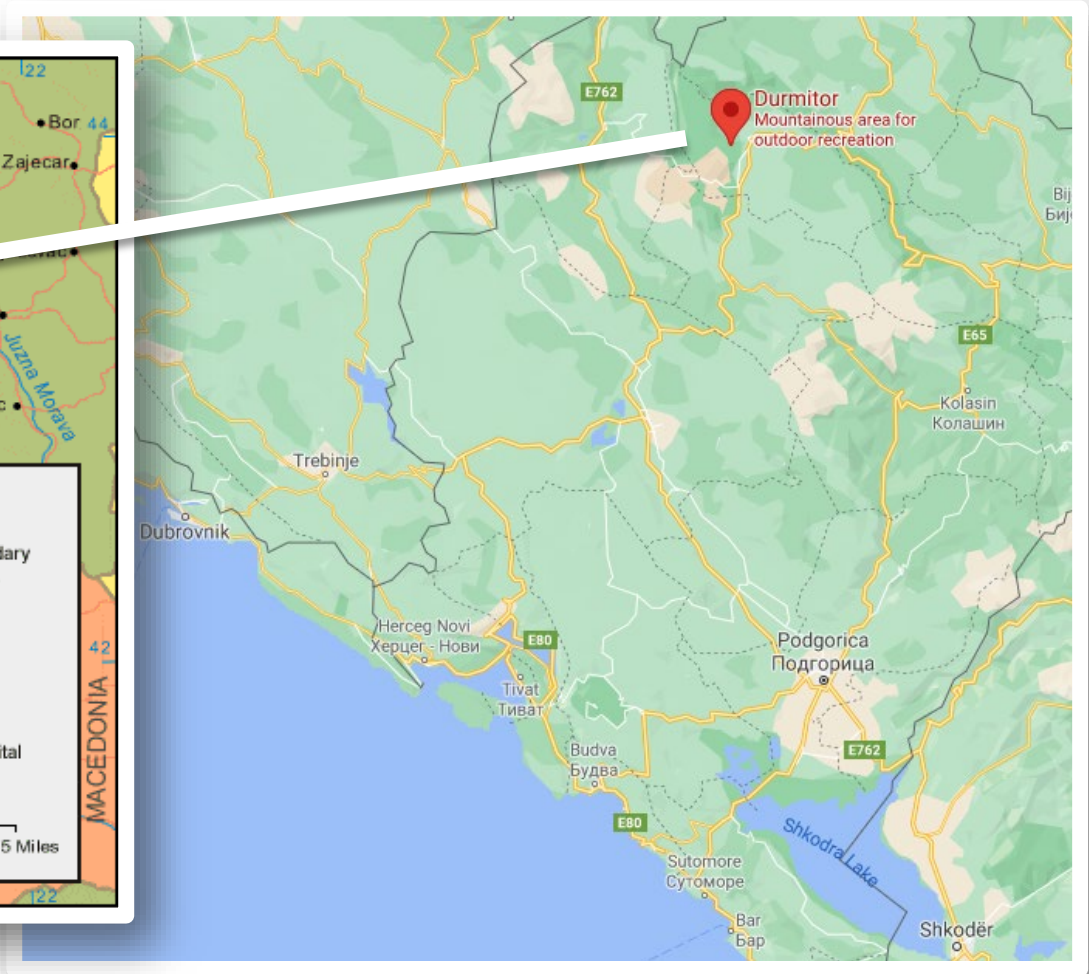 22
Bor
44
Zajecar
Juzna Morava
c
dary
42
MACEDONIA
ital
5 Miles
22
E762
Durmitor
Mountainous area for
outdoor recreation
Bij
Биј
E65
Kolasin
Колашин
Trebinje
Dubrovnik
Herceg Novi
Херцег - Нови
E80
Tivat
Тиват
Podgorica
Подгорица
E762
Budva
Будва
E80
Shkodra Lake
Sutomore
Сутоморе
Bar
Бар
Shkodër